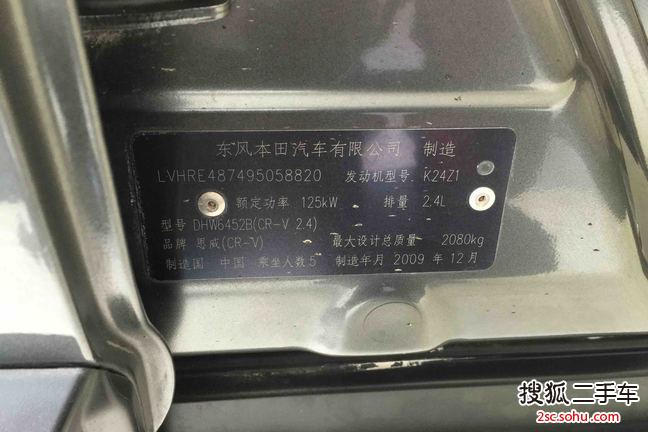 东风本田汽车有限公司 制造
LVHRE487495058820 发动机型号: K24Z1
额定功率 125kW 排量 2.4L
型号 DHW6452B(CR-V 2.4)
品牌 思威(CR-V) 最大设计总质量 2080kg
制造国 中国 乘坐人数5 制造年月 2009 年 12 月
搜狐二手车
2sc.sohu.com